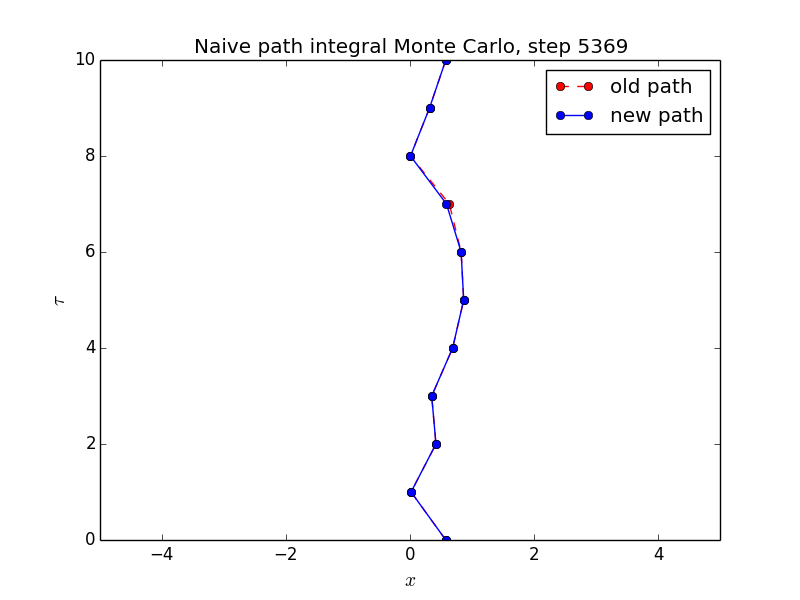 Naive path integral Monte Carlo, step 5369
old path
new path
10
8
6
4
2
0
τ
−4
−2
0
2
4
x